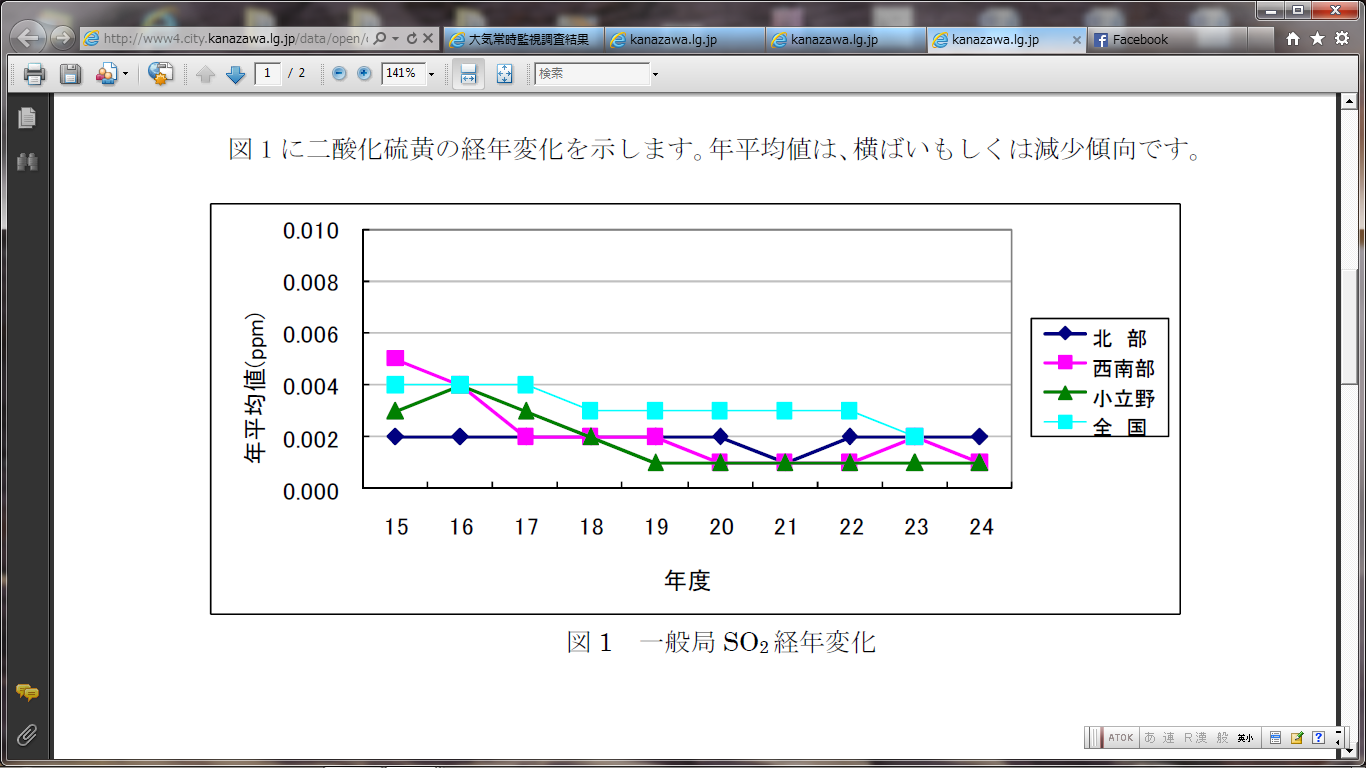 http://www4.city.kanazawa.lg.jp/data/open/
大気常時監視調査結果
kanazawa.lg.jp
kanazawa.lg.jp
kanazawa.lg.jp
Facebook
1 / 2
141%
検索
図1に二酸化硫黄の経年変化を示します。年平均値は、横ばいもしくは減少傾向です。
年平均値(ppm)
0.010
0.008
0.006
0.004
0.002
0.000
15 16 17 18 19 20 21 22 23 24
年度
北 部
西南部
小立野
全 国
図1 一般局SO₂経年変化
ATOK あ 連 R漢 般 英小